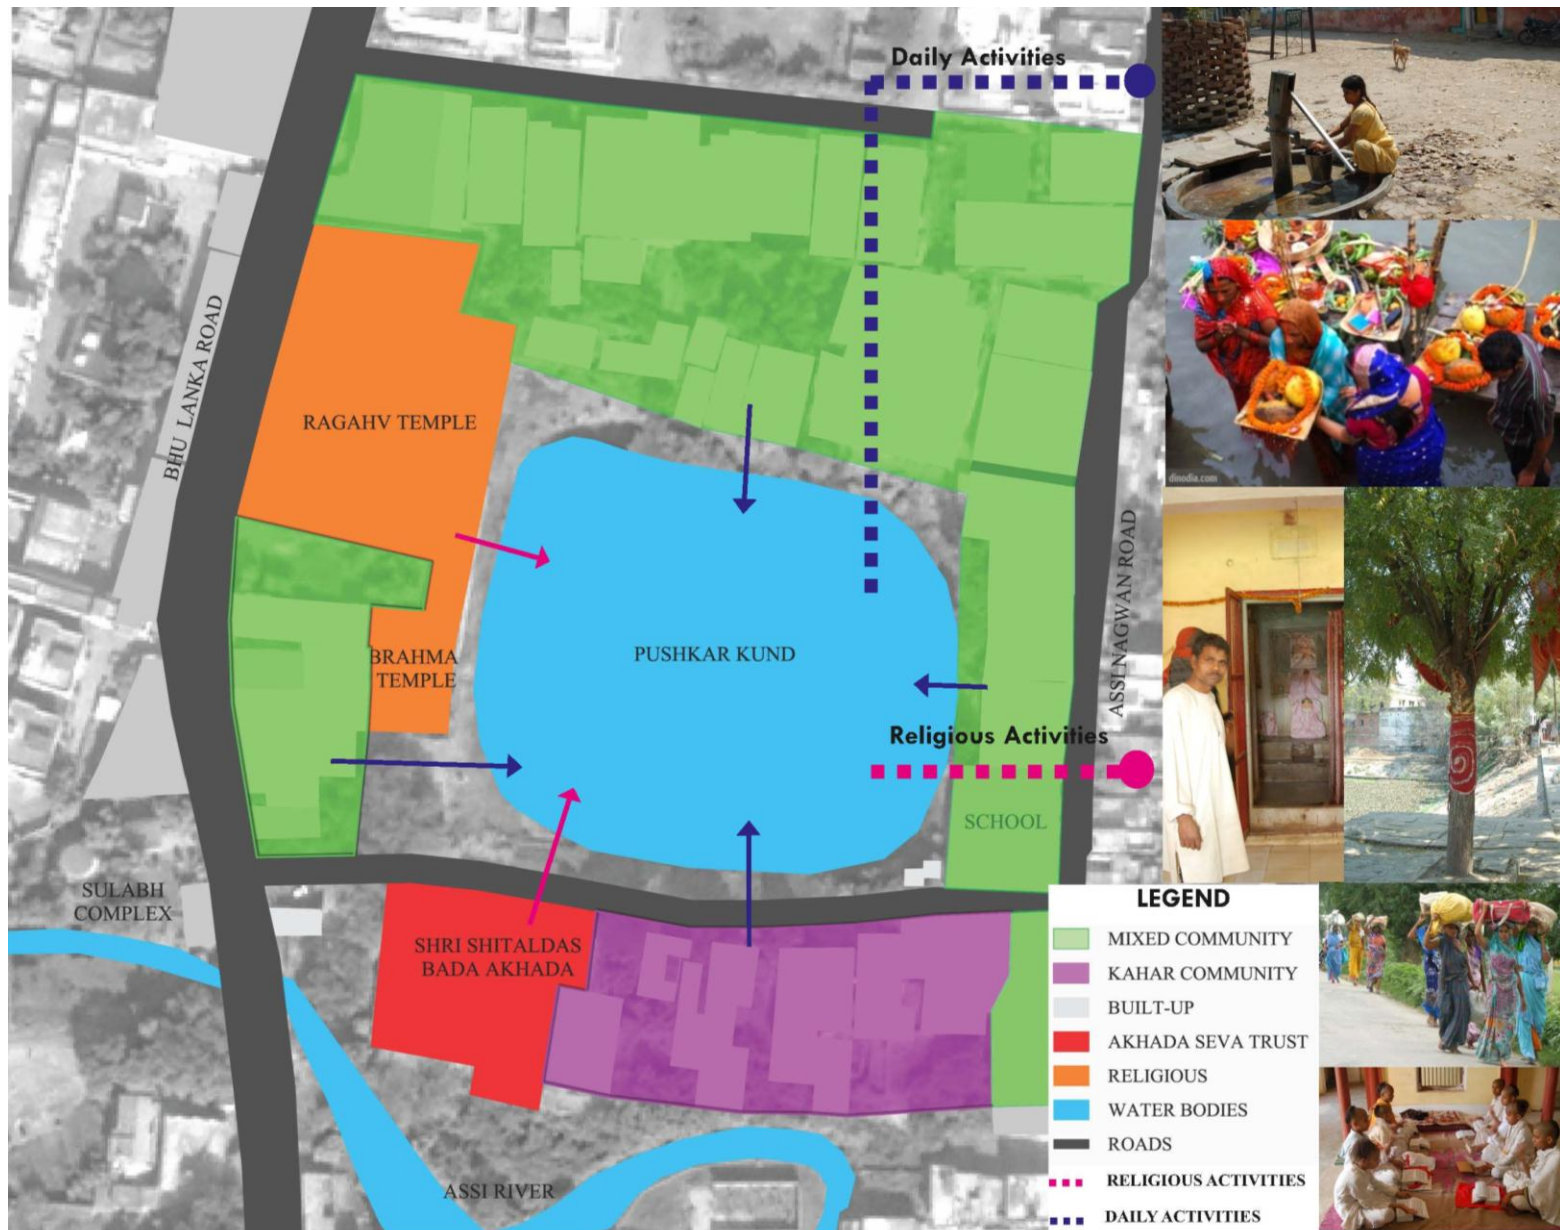 Daily Activities
BHU LANKA ROAD
RAGAHV TEMPLE
dinodia.com
ASSI,NAGWAN ROAD
BRAHMA
TEMPLE
PUSHKAR KUND
Religious Activities
SCHOOL
SULABH
COMPLEX
SHRI SHITALDAS
BADA AKHADA
ASSI RIVER
LEGEND
MIXED COMMUNITY
KAHAR COMMUNITY
BUILT-UP
AKHADA SEVA TRUST
RELIGIOUS
WATER BODIES
ROADS
RELIGIOUS ACTIVITIES
DAILY ACTIVITIES